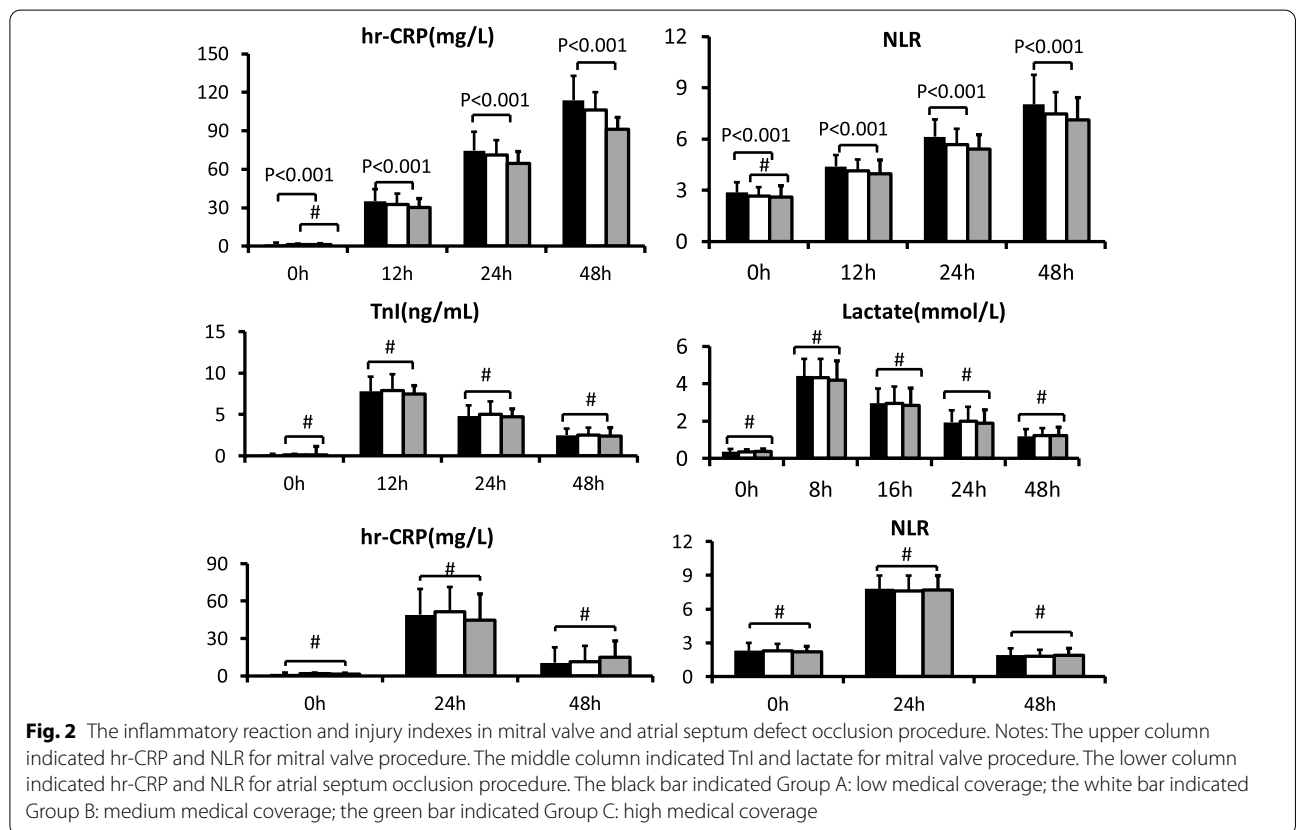 hr-CRP(mg/L)
150
120
90
60
30
0
P<0.001
#
P<0.001
P<0.001
P<0.001
0h 12h 24h 48h
NLR
12
9
6
3
0
P<0.001
#
P<0.001
P<0.001
P<0.001
0h 12h 24h 48h
TnI(ng/mL)
15
10
5
0
# # # #
0h 12h 24h 48h
Lactate(mmol/L)
6
4
2
0
# # # # #
0h 8h 16h 24h 48h
hr-CRP(mg/L)
90
60
30
0
# # #
0h 24h 48h
NLR
12
9
6
3
0
# # #
0h 24h 48h
Fig. 2 The inflammatory reaction and injury indexes in mitral valve and atrial septum defect occlusion procedure. Notes: The upper column
indicated hr-CRP and NLR for mitral valve procedure. The middle column indicated TnI and lactate for mitral valve procedure. The lower column
indicated hr-CRP and NLR for atrial septum occlusion procedure. The black bar indicated Group A: low medical coverage; the white bar indicated
Group B: medium medical coverage; the green bar indicated Group C: high medical coverage